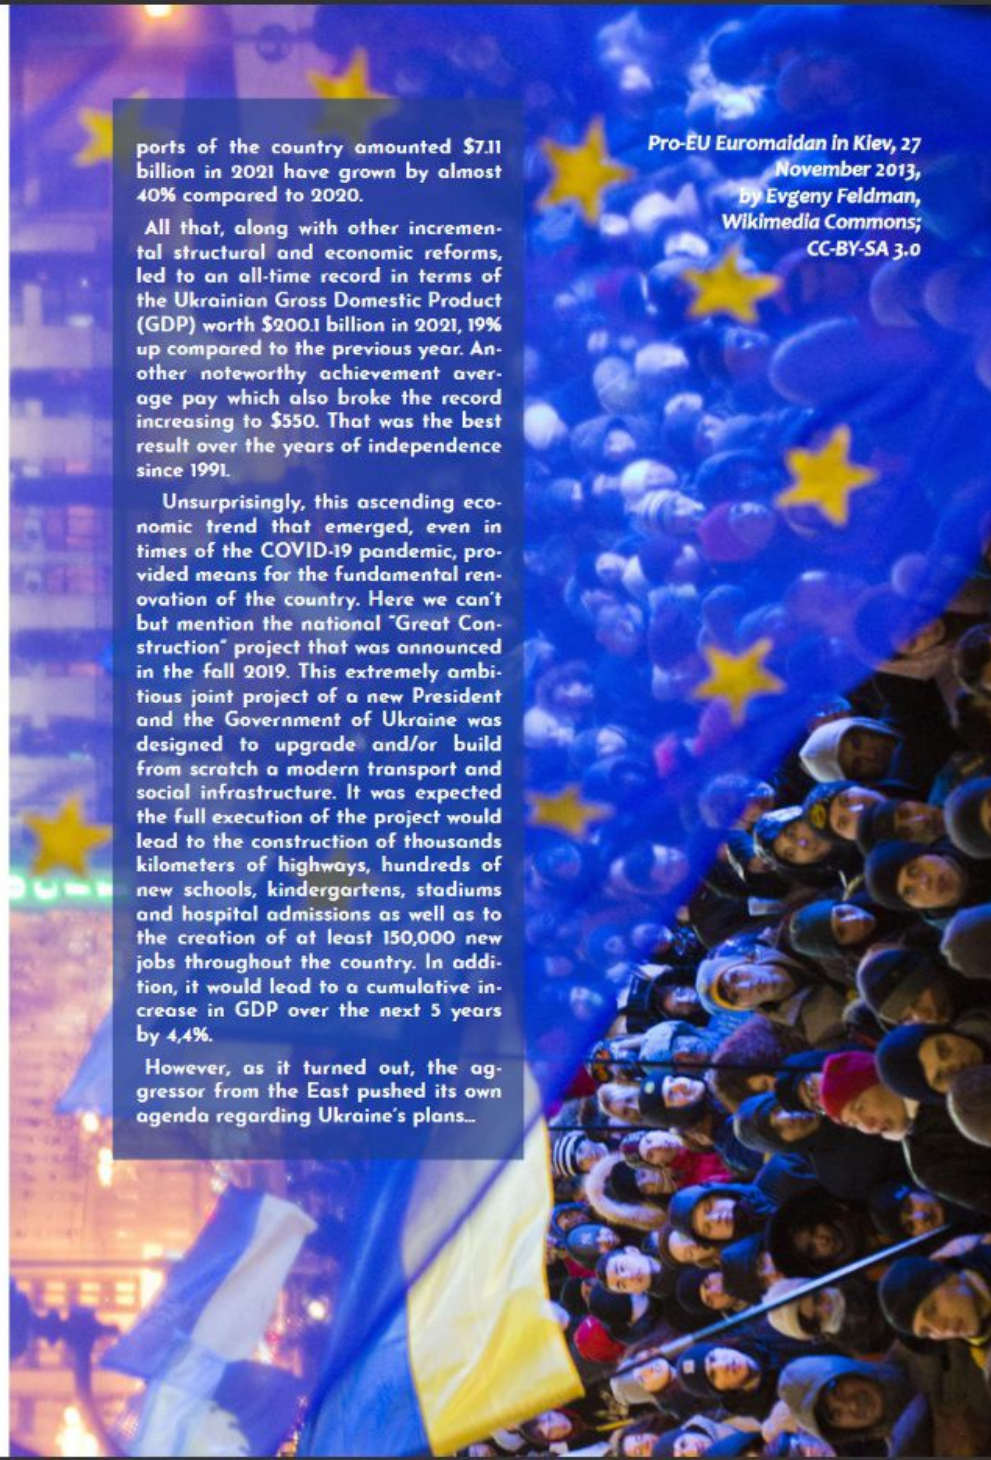 ports of the country amounted $7.11
billion in 2021 have grown by almost
40% compared to 2020.
All that, along with other incremen-
tal structural and economic reforms,
led to an all-time record in terms of
the Ukrainian Gross Domestic Product
(GDP) worth $200.1 billion in 2021, 19%
up compared to the previous year. An-
other noteworthy achievement aver-
age pay which also broke the record
increasing to $550. That was the best
result over the years of independence
since 1991.
Unsurprisingly, this ascending eco-
nomic trend that emerged, even in
times of the COVID-19 pandemic, pro-
vided means for the fundamental ren-
ovation of the country. Here we can't
but mention the national "Great Con-
struction" project that was announced
in the fall 2019. This extremely ambi-
tious joint project of a new President
and the Government of Ukraine was
designed to upgrade and/or build
from scratch a modern transport and
social infrastructure. It was expected
the full execution of the project would
lead to the construction of thousands
kilometers of highways, hundreds of
new schools, kindergartens, stadiums
and hospital admissions as well as to
the creation of at least 150,000 new
jobs throughout the country. In addi-
tion, it would lead to a cumulative in-
crease in GDP over the next 5 years
by 4,4%.
However, as it turned out, the ag-
gressor from the East pushed its own
agenda regarding Ukraine's plans...
Pro-EU Euromaidan in Kiev, 27
November 2013,
by Evgeny Feldman,
Wikimedia Commons;
CC-BY-SA 3.0